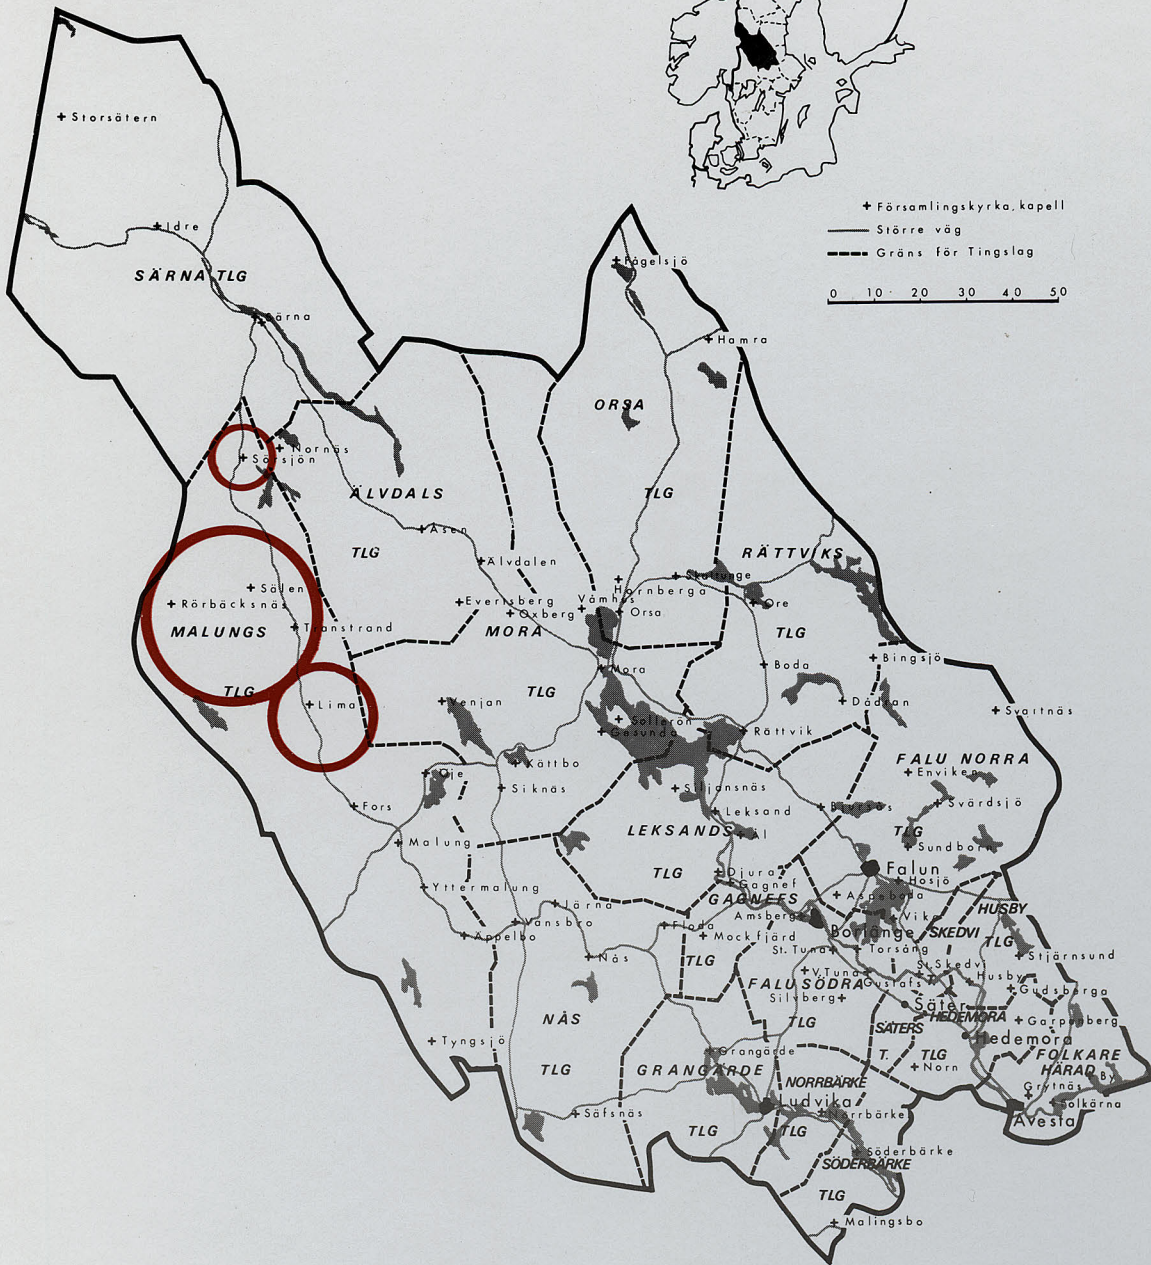 Storsätern
Församlingskyrka, kapell
Idre
Större väg
Gräns för Tingslag
Fågelsjö
SÄRNA TLG
0 10 20 30 40 50
Särna
Hamra
ORSA
Nornäs
Sörsjön
ÄLVDALS
TLG
Åsen
TLG
RÄTTVIKS
Älvdalen
Skattunge
Sälen
Hornberga
Rörbäcksnäs
Evertsberg
Våmhus
Ore
Oxberg
Orsa
Transtrand
MALUNGS
MORA
TLG
Bingsjö
Mora
Boda
TLG
TLG
Lima
Venjan
Dådran
Svartnäs
Sollerön
Gesunda
Rättvik
FALU NORRA
Kättbo
Öje
Enviken
Siknäs
Siljansnäs
Fors
Leksand
Bjursås
Svärdsjö
LEKSANDS
Ål
TLG
Malung
Sundborn
Falun
TLG
Djura
Hosjö
Gagnef
Yttermalung
GAGNEFS
Aspeboda
Järna
HUSBY
Amsberg
Vika
Vansbro
Floda
Borlänge
SKEDVI
Äppelbo
Mockfjärd
TLG
St. Tuna
Torsång
Nås
TLG
Stjärnsund
St. Skedvi
V. Tuna
Husby
FALU SÖDRA
Gustafs
Gudsberga
Silvberg
Säter
NÅS
TLG
SÄTERS
HEDEMORA
Garpenberg
Tyngsjö
Hedemora
Grangärde
T.
TLG
FOLKARE
TLG
GRANGÄRDE
Norn
HÄRAD
By
NORRBÄRKE
Grytnäs
Ludvika
Folkärna
Säfsnäs
Norrbärke
Avesta
TLG
TLG
Söderbärke
SÖDERBÄRKE
TLG
Malingsbo